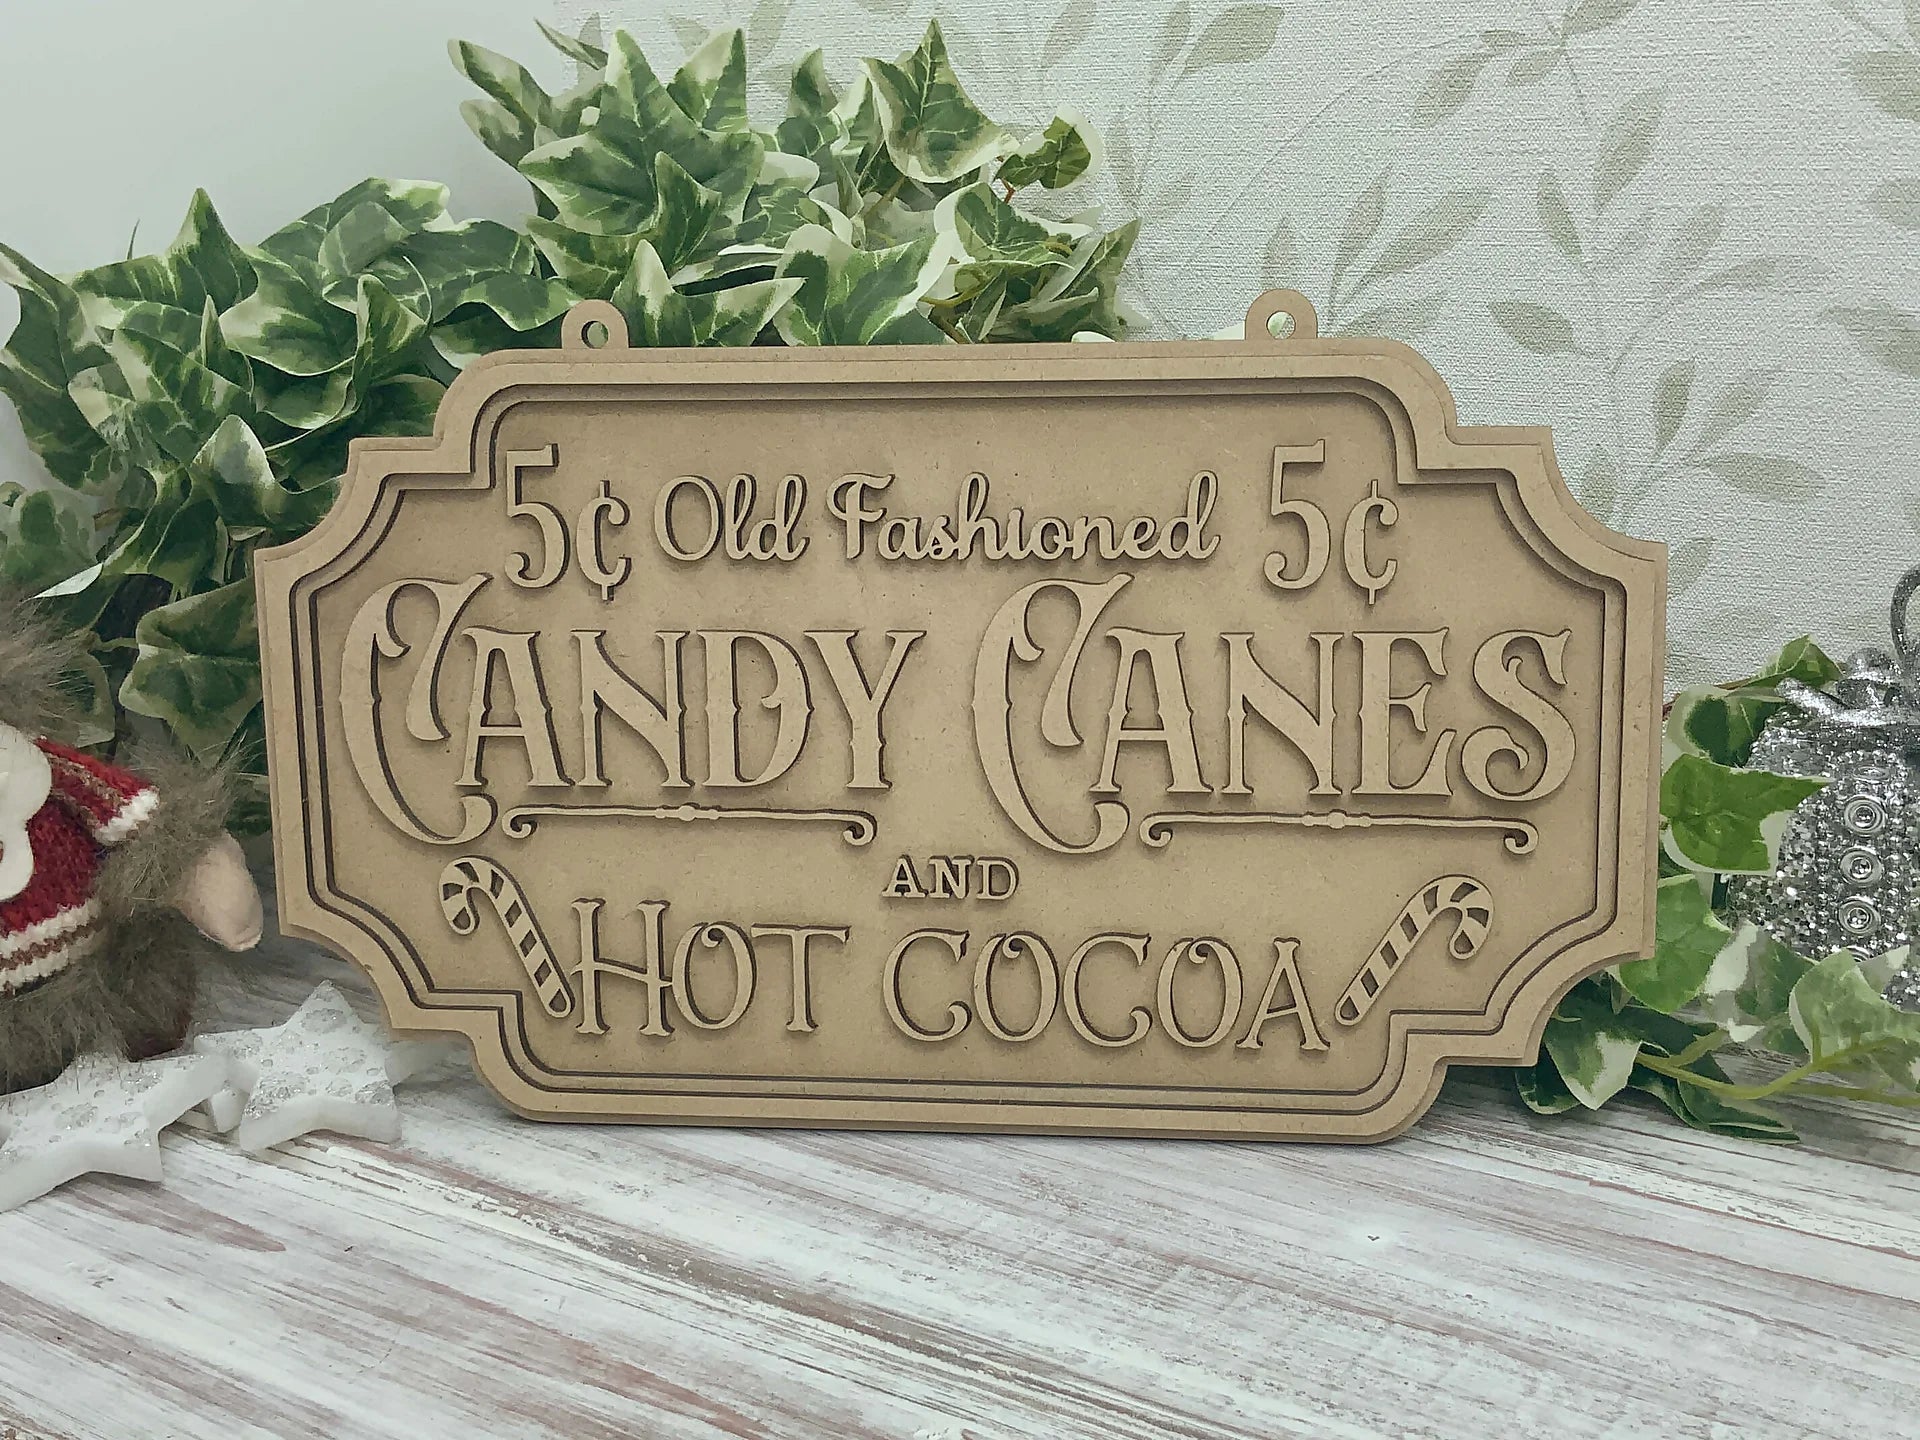 5¢ Old Fashioned 5¢
CANDY CANES
AND
HOT COCOA